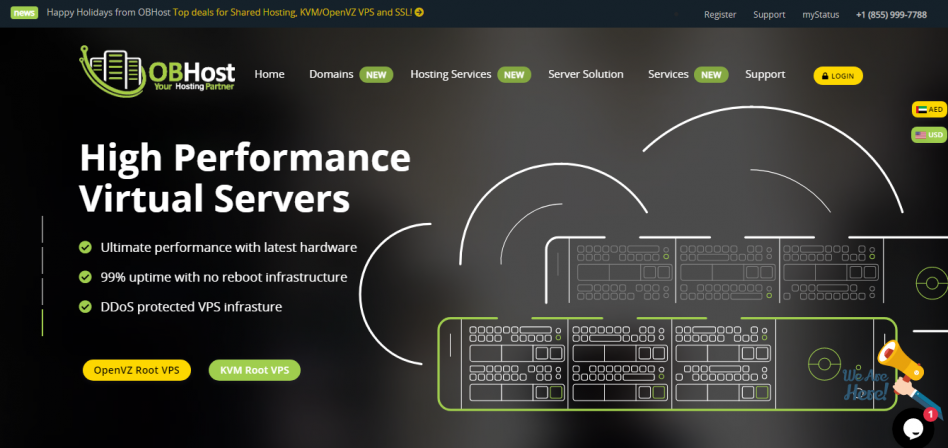 news Happy Holidays from OBHost Top deals for Shared Hosting, KVM/OpenVZ VPS and SSL!
Register Support myStatus +1 (855) 999-7788
OBHost
Your Hosting Partner
Home Domains NEW Hosting Services NEW Server Solution Services NEW Support LOGIN
AED
USD
High Performance
Virtual Servers
Ultimate performance with latest hardware
99% uptime with no reboot infrastructure
DDoS protected VPS infrasture
OpenVZ Root VPS KVM Root VPS
We Are
Here!
1